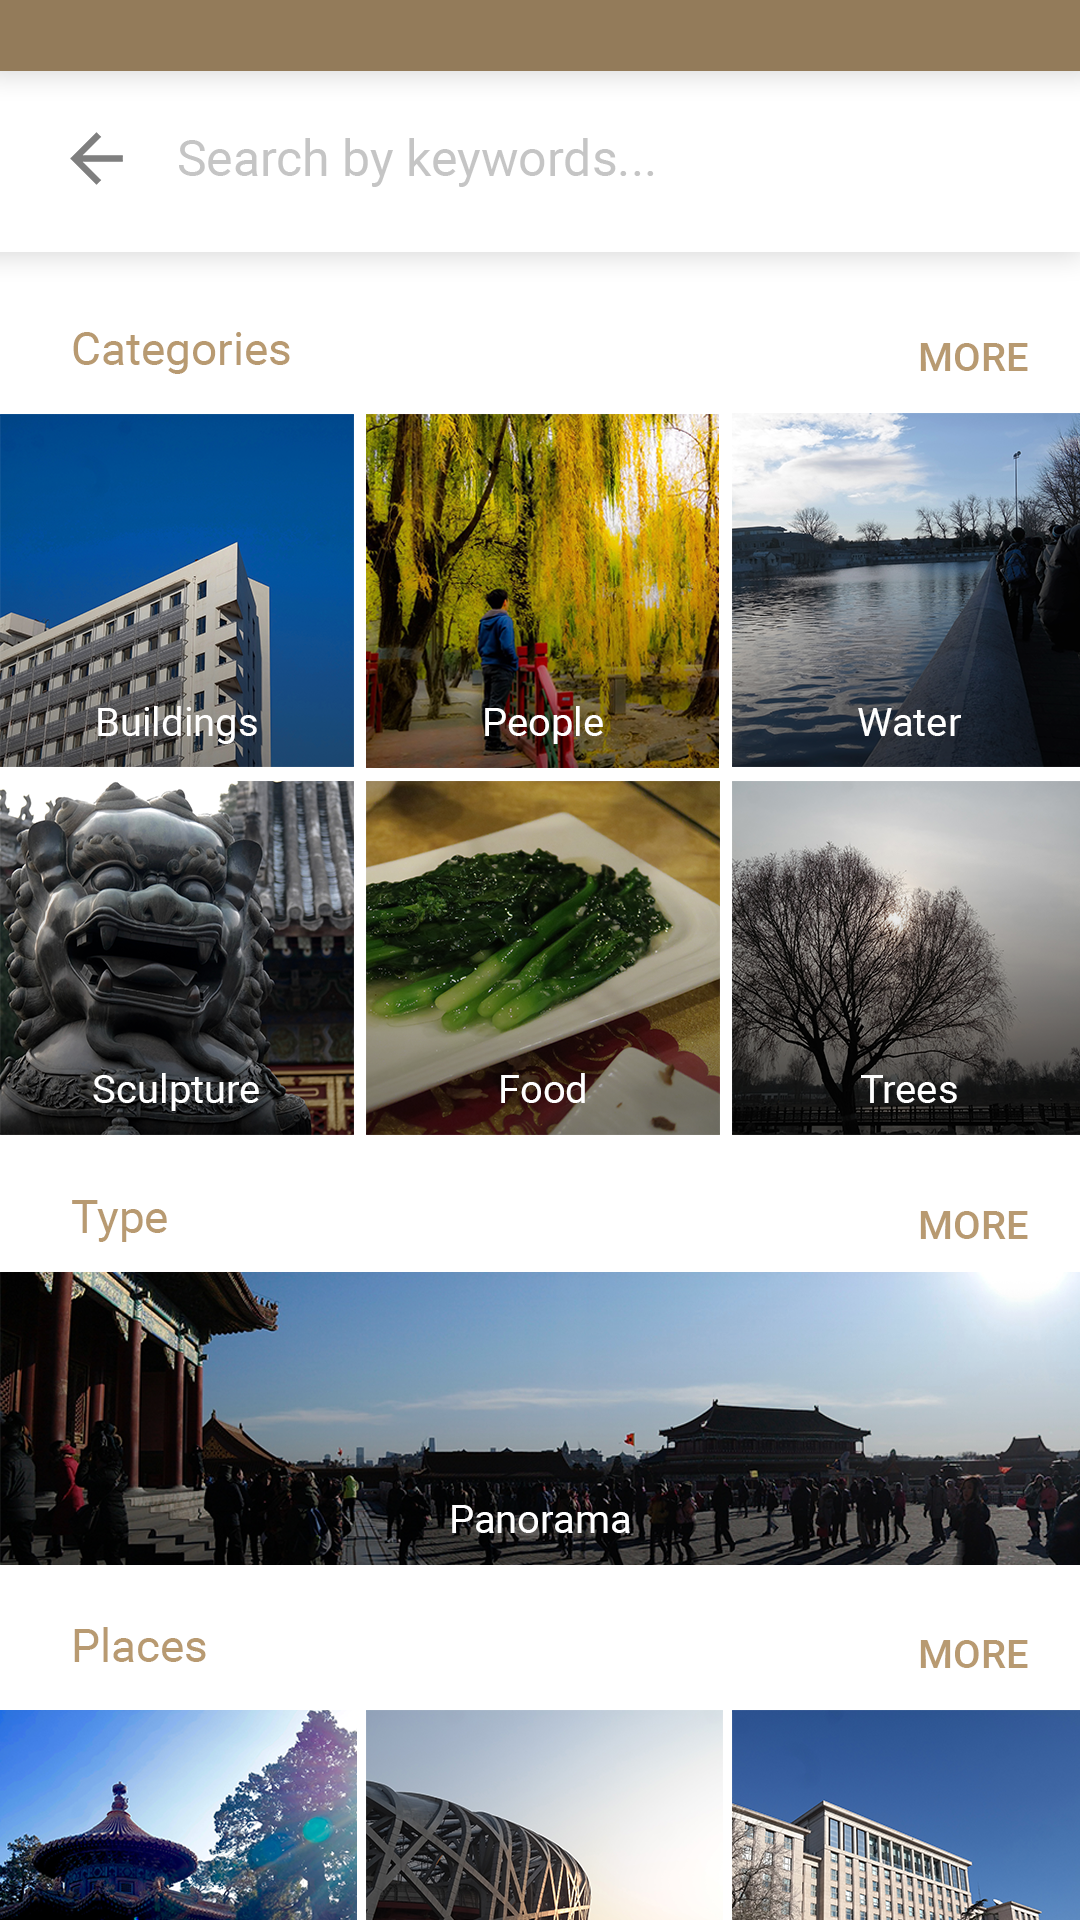 Search by keywords...
Categories
MORE
Buildings
People
Water
Sculpture
Food
Trees
Type
MORE
Panorama
Places
MORE